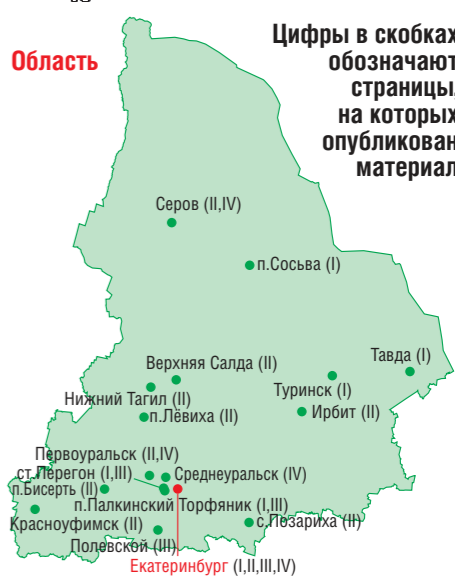 Область
Цифры в скобках
обозначают
страницы,
на которых
опубликован
материал
Серов (II,IV)
п.Сосьва (I)
Верхняя Салда (II)
Тавда (I)
Нижний Тагил (II)
Туринск (I)
п.Лёвиха (II)
Ирбит (II)
Первоуральск (II,IV)
ст.Перегон (I,III)
Среднеуральск (IV)
п.Бисерть (II)
п.Палкинский Торфяник (I,III)
Красноуфимск (II)
с.Позариха (II)
Полевской (III)
Екатеринбург (I,II,III,IV)